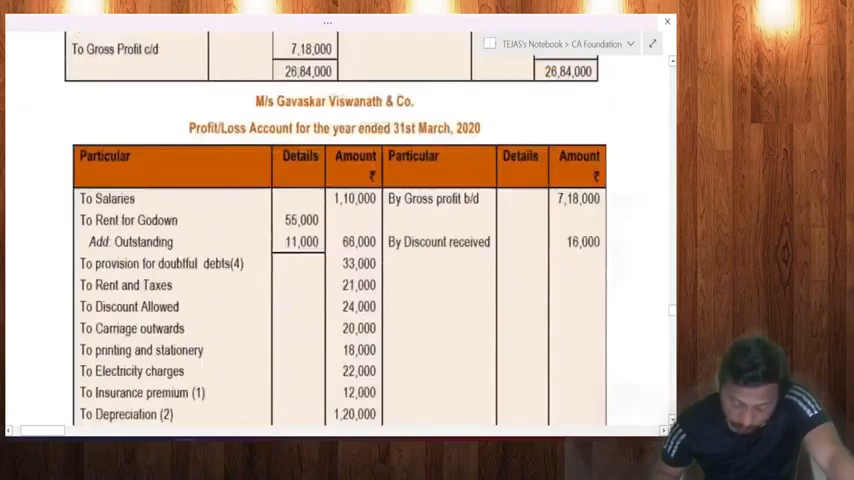 ...
×
TEJAS's Notebook > CA Foundation
To Gross Profit c/d 7,18,000
26,84,000 26,84,000
M/s Gavaskar Viswanath & Co.
Profit/Loss Account for the year ended 31st March, 2020
Particular Details Amount ₹ Particular Details Amount ₹
To Salaries 1,10,000 By Gross profit b/d 7,18,000
To Rent for Godown 55,000
Add: Outstanding 11,000 66,000 By Discount received 16,000
To provision for doubtful debts(4) 33,000
To Rent and Taxes 21,000
To Discount Allowed 24,000
To Carriage outwards 20,000
To printing and stationery 18,000
To Electricity charges 22,000
To Insurance premium (1) 12,000
To Depreciation (2) 1,20,000